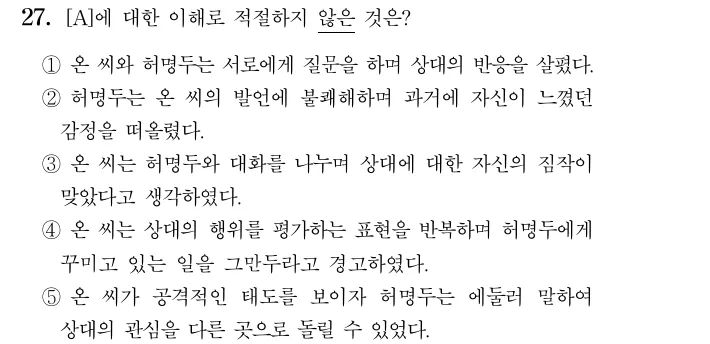 27. [A]에 대한 이해로 적절하지 않은 것은?
① 온 씨와 허명두는 서로에게 질문을 하며 상대의 반응을 살폈다.
② 허명두는 온 씨의 발언에 불쾌해하며 과거에 자신이 느꼈던
감정을 떠올렸다.
③ 온 씨는 허명두와 대화를 나누며 상대에 대한 자신의 짐작이
맞았다고 생각하였다.
④ 온 씨는 상대의 행위를 평가하는 표현을 반복하며 허명두에게
꾸미고 있는 일을 그만두라고 경고하였다.
⑤ 온 씨가 공격적인 태도를 보이자 허명두는 에둘러 말하여
상대의 관심을 다른 곳으로 돌릴 수 있었다.